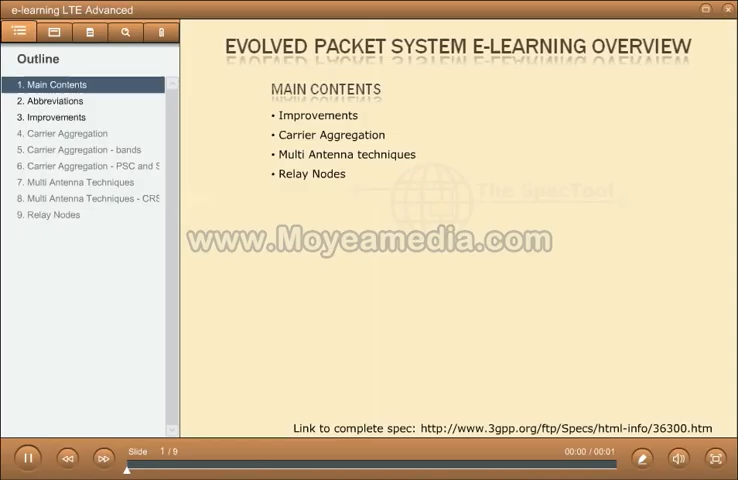 e-learning LTE Advanced
Outline
1. Main Contents
2. Abbreviations
3. Improvements
4. Carrier Aggregation
5. Carrier Aggregation - bands
6. Carrier Aggregation - PSC and S
7. Multi Antenna Techniques
8. Multi Antenna Techniques - CRS
9. Relay Nodes
EVOLVED PACKET SYSTEM E-LEARNING OVERVIEW
MAIN CONTENTS
• Improvements
• Carrier Aggregation
• Multi Antenna techniques
• Relay Nodes
The SpecTool
www.Moyeamedia.com
Link to complete spec: http://www.3gpp.org/ftp/Specs/html-info/36300.htm
Slide 1 / 9
00:00 / 00:01